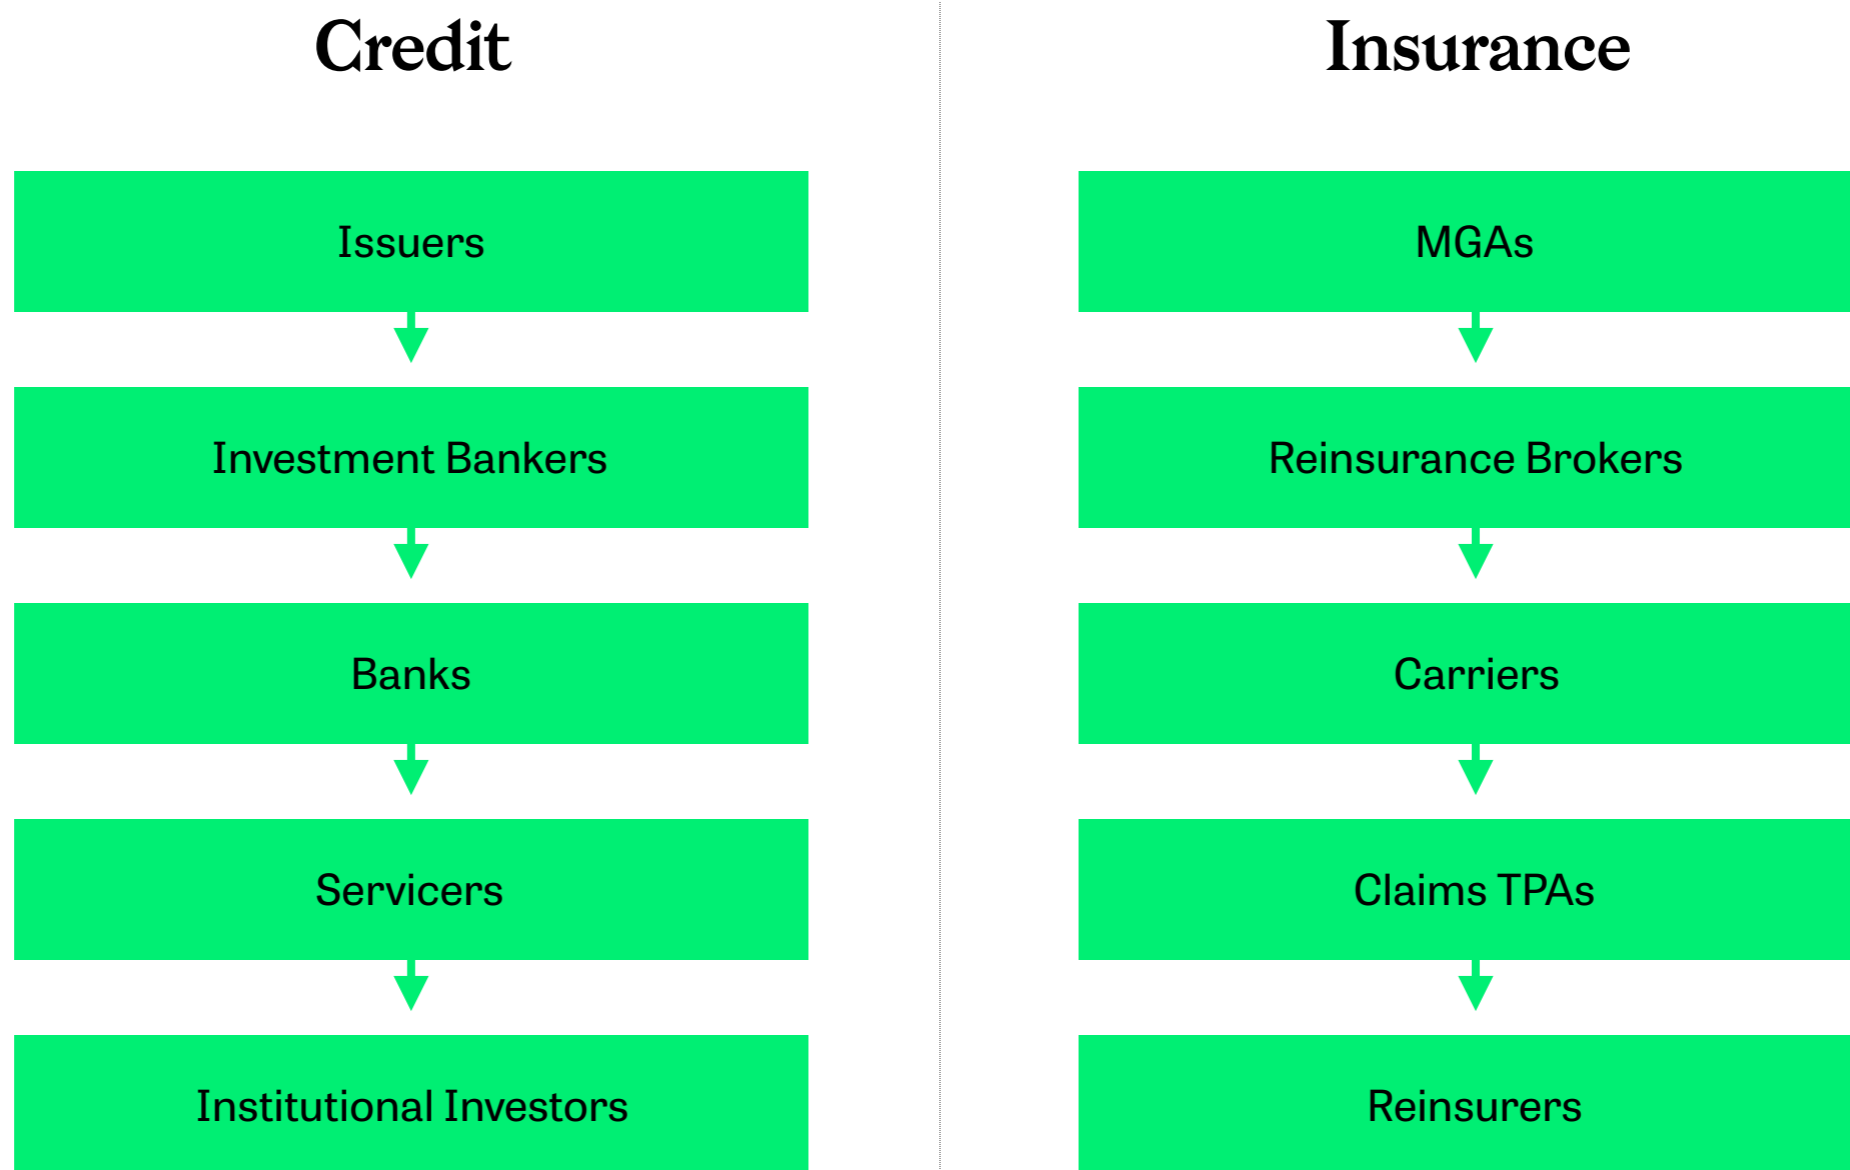 Credit
Issuers
Investment Bankers
Banks
Servicers
Institutional Investors
Insurance
MGAs
Reinsurance Brokers
Carriers
Claims TPAs
Reinsurers